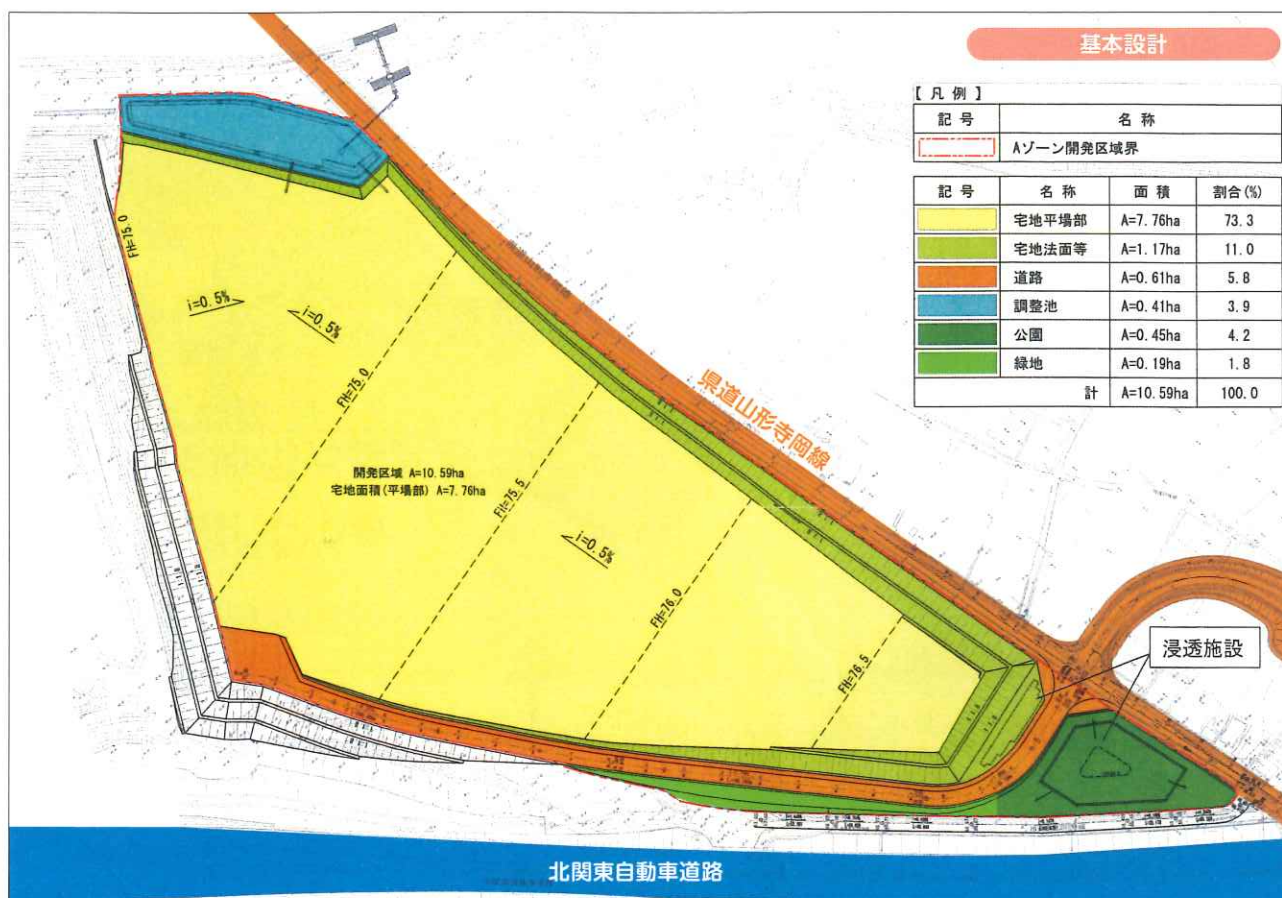 基本設計
【 凡 例 】
記 号 名 称
Aゾーン開発区域界
記 号 名 称 面 積 割合(%)
宅地平場部 A=7.76ha 73.3
宅地法面等 A=1.17ha 11.0
道路 A=0.61ha 5.8
調整池 A=0.41ha 3.9
公園 A=0.45ha 4.2
緑地 A=0.19ha 1.8
計 A=10.59ha 100.0
FH=75.0
i=0.5%
i=0.5%
FH=75.0
県道山形寺岡線
開発区域 A=10.59ha
宅地面積(平場部) A=7.76ha
FH=75.5
i=0.5%
FH=76.0
FH=76.5
浸透施設
北関東自動車道路